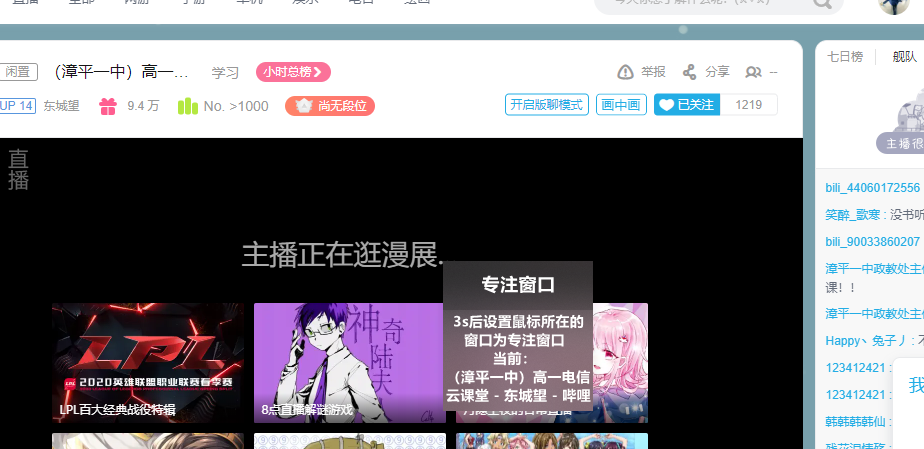 闲置
（漳平一中）高一...
学习
小时总榜
举报
分享
--
七日榜
舰队
UP 14
东城望
9.4 万
No. >1000
尚无段位
开启版聊模式
画中画
已关注
1219
直播
主播正在逛漫展.
专注窗口
3s后设置鼠标所在的
窗口为专注窗口
当前：
（漳平一中）高一电信
云课堂 - 东城望 - 哔哩
LPL
2020英雄联盟职业联赛春季赛
LPL百大经典战役特辑
神奇陆夫
8点直播解谜游戏
主播很
bili_44060172556
笑醉_歌寒 : 没书听
bili_90033860207
漳平一中政教处主
课！！
漳平一中政教处主
Happy丶兔子丿 : 不
123412421 :
123412421 :
韩韩韩韩仙 :
我